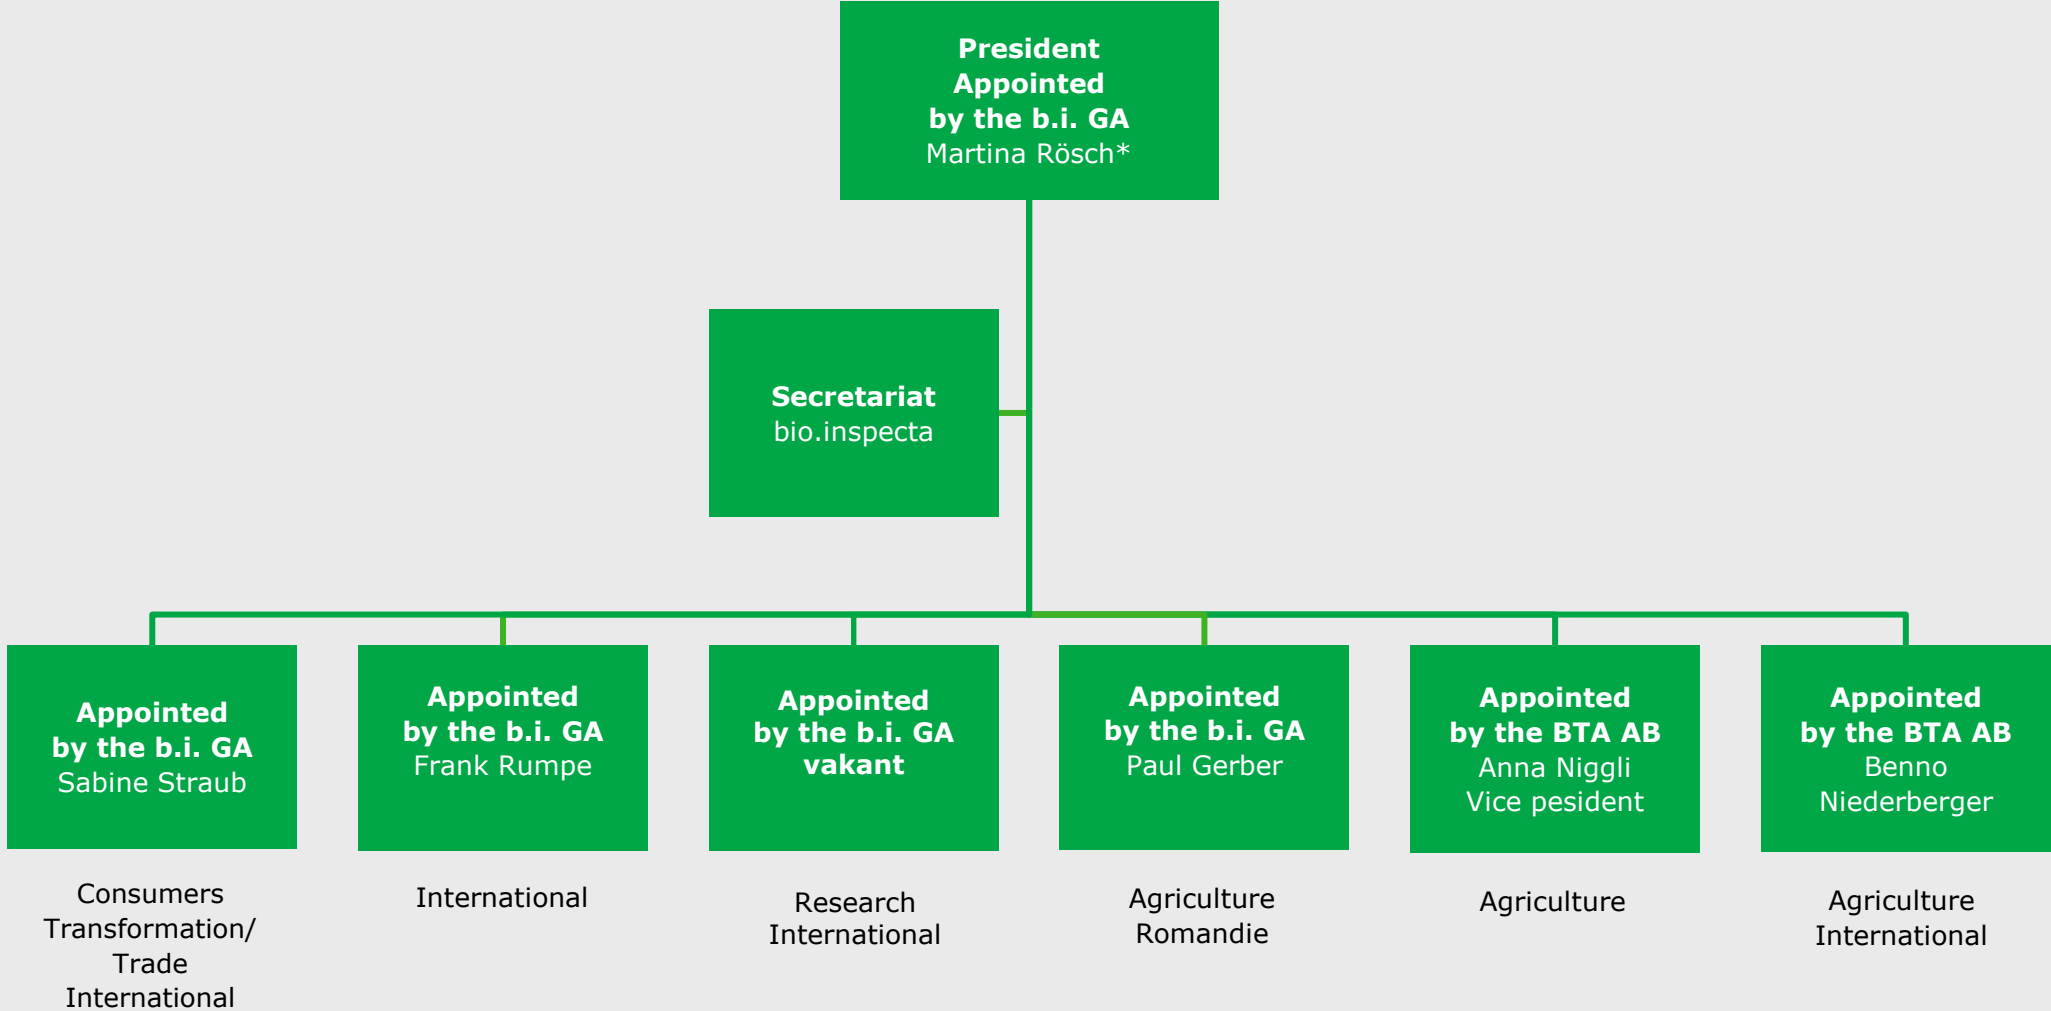 President
Appointed
by the b.i. GA
Martina Rösch*
Secretariat
bio.inspecta
Appointed
by the b.i. GA
Sabine Straub
Appointed
by the b.i. GA
Frank Rumpe
Appointed
by the b.i. GA
vakant
Appointed
by the b.i. GA
Paul Gerber
Appointed
by the BTA AB
Anna Niggli
Vice pesident
Appointed
by the BTA AB
Benno
Niederberger
Consumers
Transformation/
Trade
International
International
Research
International
Agriculture
Romandie
Agriculture
Agriculture
International